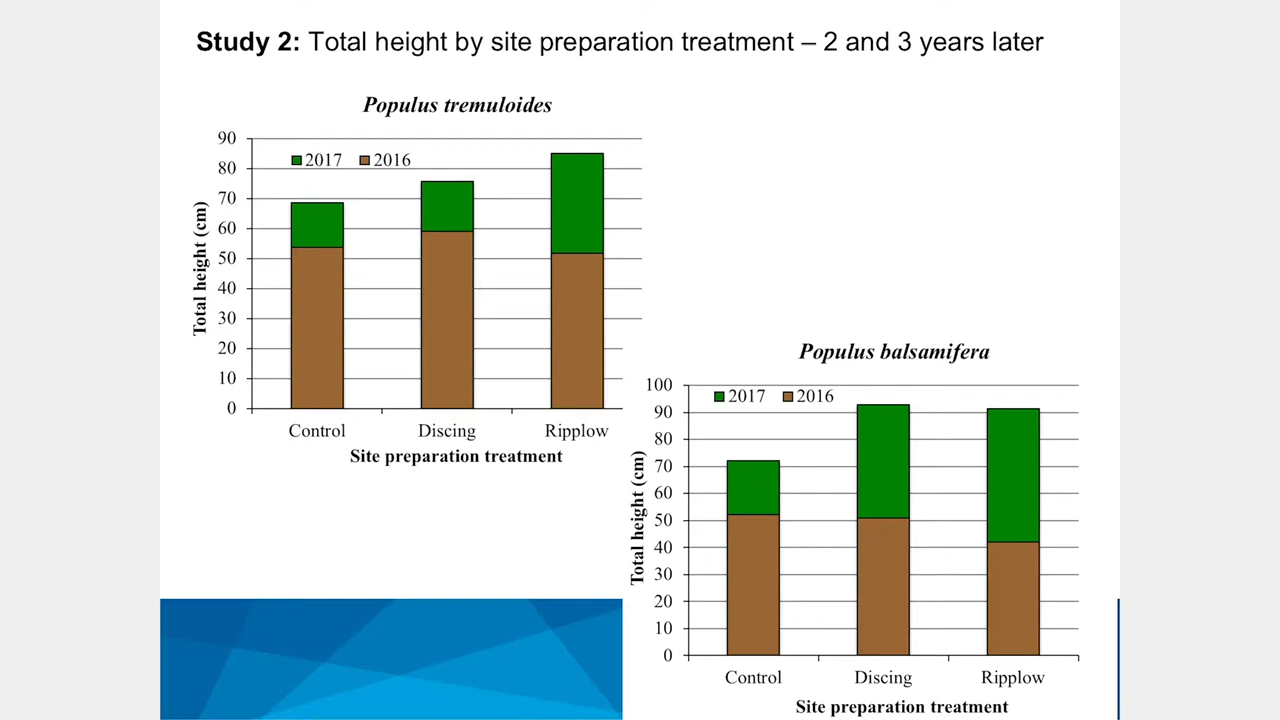 Study 2: Total height by site preparation treatment – 2 and 3 years later
Populus tremuloides
2017 2016
Total height (cm)
90
80
70
60
50
40
30
20
10
0
Control Discing Ripplow
Site preparation treatment
Populus balsamifera
2017 2016
Total height (cm)
100
90
80
70
60
50
40
30
20
10
0
Control Discing Ripplow
Site preparation treatment